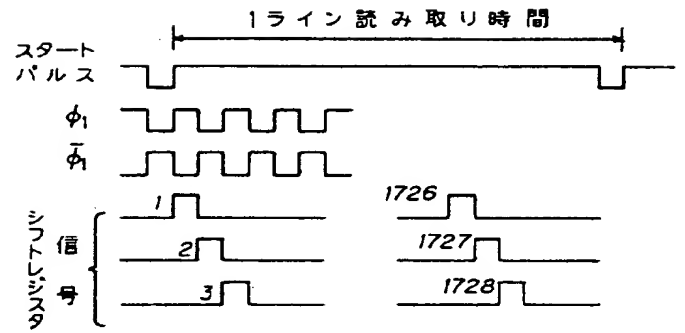 1ライン読み取り時間
スタート
パルス
φ₁
φ̄₁
シフトレジスタ
信号
1
1726
2
1727
3
1728